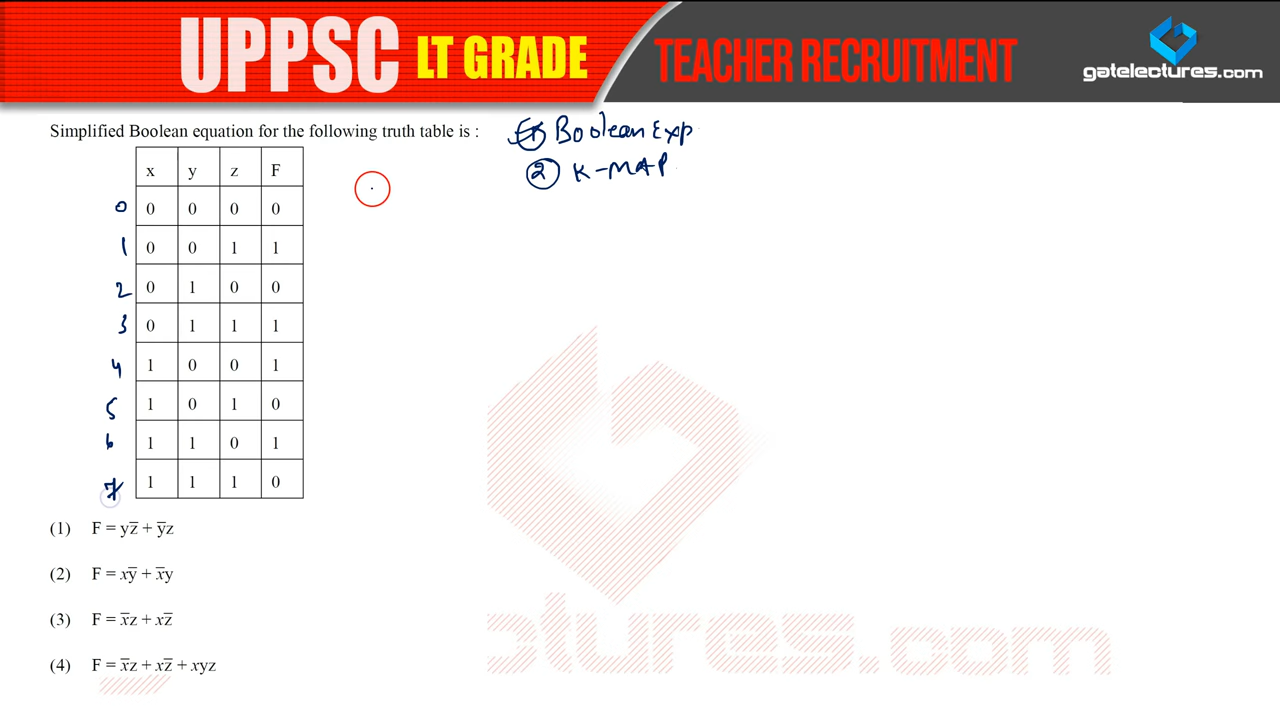 UPPSC LT GRADE TEACHER RECRUITMENT
gatelectures.com
Simplified Boolean equation for the following truth table is :
Boolean Exp
② K-MAP
x y z F
0 0 0 0 0
1 0 0 1 1
2 0 1 0 0
3 0 1 1 1
4 1 0 0 1
5 1 0 1 0
6 1 1 0 1
7 1 1 1 0
(1) F = yz̅ + y̅z
(2) F = xy̅ + x̅y
(3) F = x̅z + xz̅
(4) F = x̅z + xz̅ + xyz
ctures.com